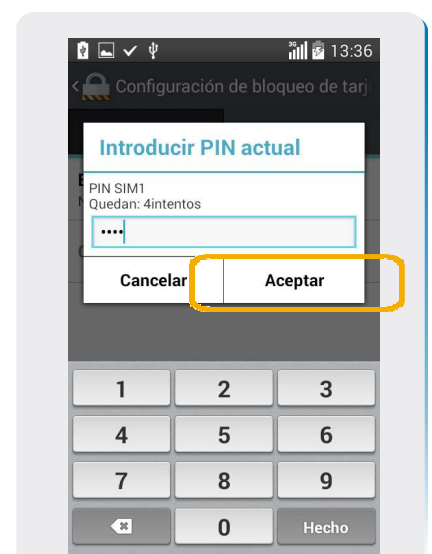 3G
13:36
Configuración de bloqueo de tarj
Introducir PIN actual
PIN SIM1
Quedan: 4intentos
••••
Cancelar
Aceptar
1 2 3
4 5 6
7 8 9
0 Hecho